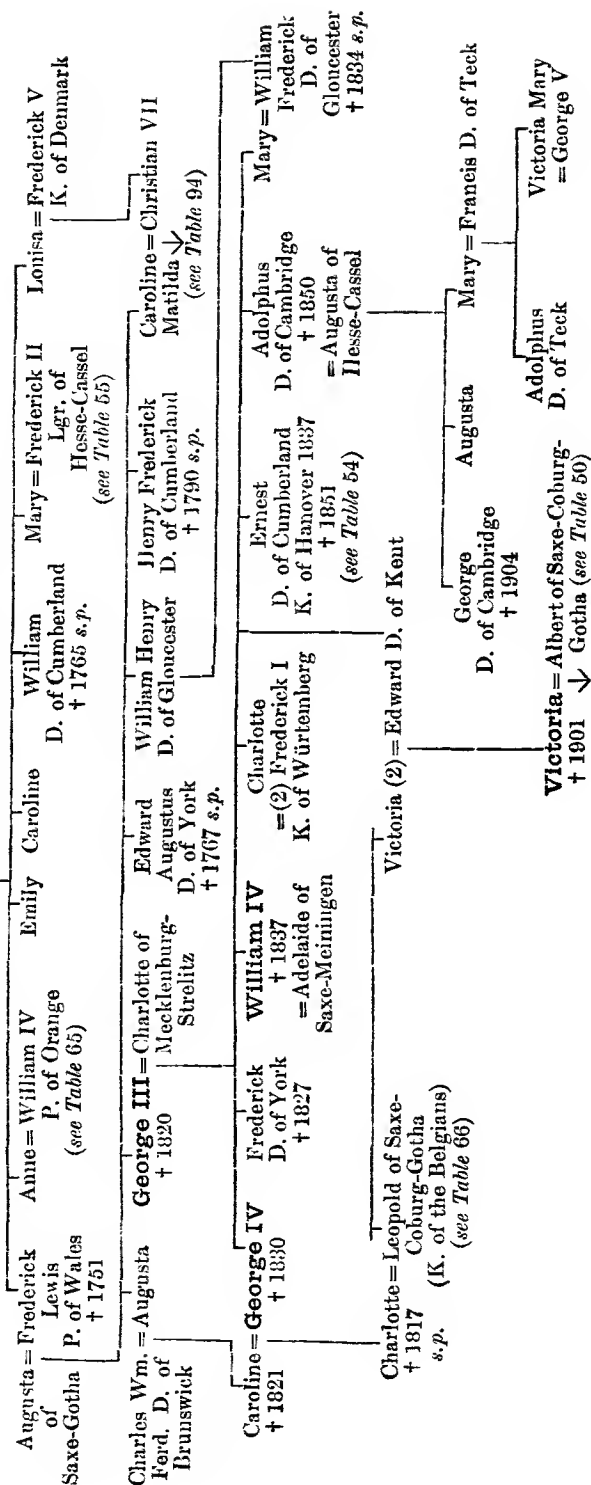 Augusta = Frederick
of Lewis
Saxe-Gotha P. of Wales
† 1751
Anne = William IV
P. of Orange
(see Table 65)
Emily
Caroline
William
D. of Cumberland
† 1765 s.p.
Mary = Frederick II
Lgr. of
Hesse-Cassel
(see Table 55)
Louisa = Frederick V
K. of Denmark
Charles Wm. = Augusta
Ferd. D. of
Brunswick
George III = Charlotte of
† 1820 Mecklenburg-
Strelitz
Edward
Augustus
D. of York
† 1767 s.p.
William Henry
D. of Gloucester
Henry Frederick
D. of Cumberland
† 1790 s.p.
Caroline = Christian VII
Matilda
(see Table 94)
Caroline = George IV
† 1821 † 1830
Frederick
D. of York
† 1827
William IV
† 1837
= Adelaide of
Saxe-Meiningen
Charlotte
=(2) Frederick I
K. of Würtemberg
Ernest
D. of Cumberland
K. of Hanover 1837
† 1851
(see Table 54)
Adolphus
D. of Cambridge
† 1850
= Augusta of
Hesse-Cassel
Mary = William
Frederick
D. of
Gloucester
† 1834 s.p.
Charlotte = Leopold of Saxe-
† 1817 Coburg-Gotha
s.p. (K. of the Belgians)
(see Table 66)
Victoria (2) = Edward D. of Kent
George
D. of Cambridge
† 1904
Augusta
Mary = Francis D. of Teck
Victoria = Albert of Saxe-Coburg-
† 1901 Gotha (see Table 50)
Adolphus
D. of Teck
Victoria Mary
= George V